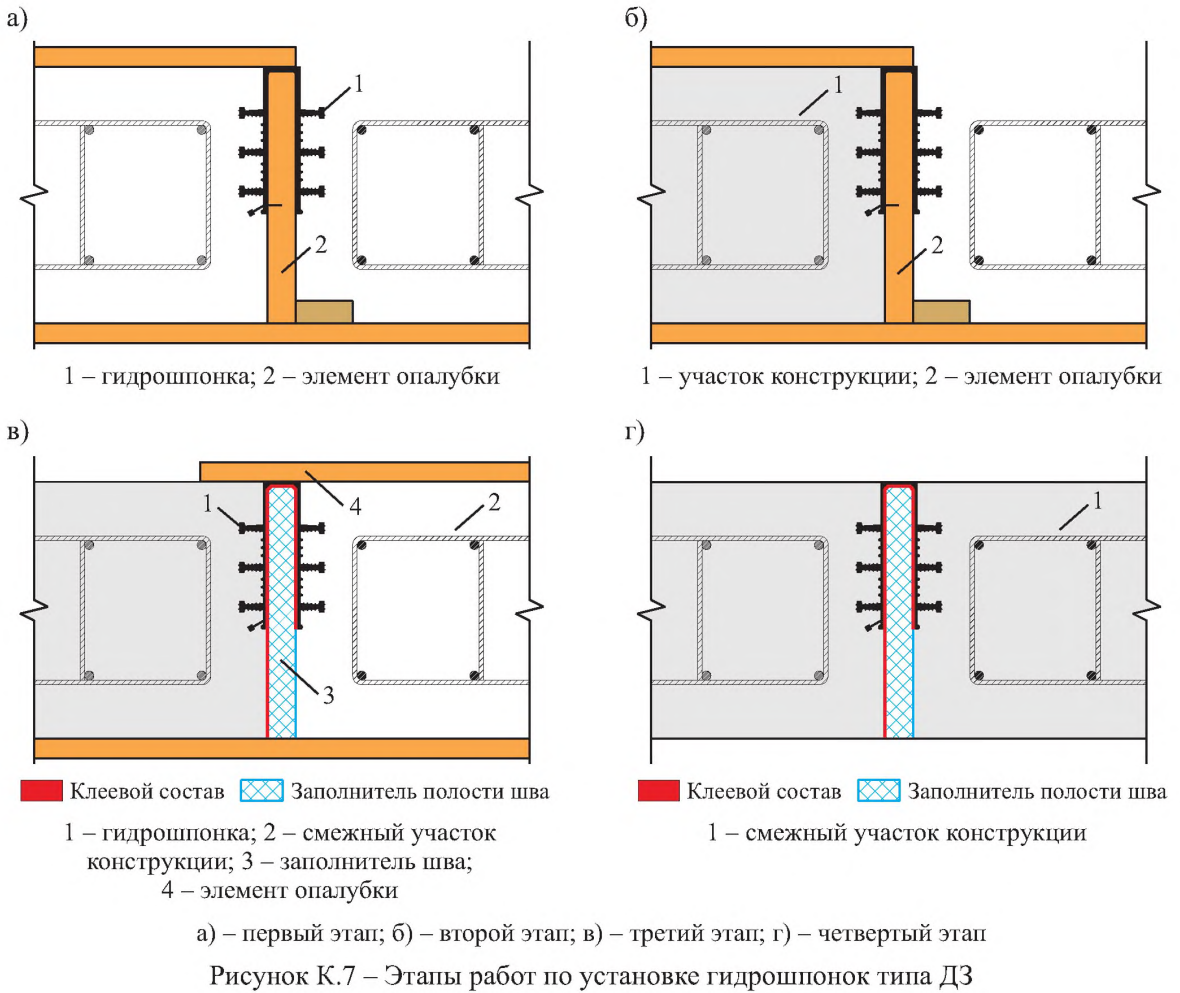 а)
1
2
1 – гидрошпонка; 2 – элемент опалубки
б)
1
2
1 – участок конструкции; 2 – элемент опалубки
в)
1
4
2
3
Клеевой состав Заполнитель полости шва
1 – гидрошпонка; 2 – смежный участок
конструкции; 3 – заполнитель шва;
4 – элемент опалубки
г)
1
Клеевой состав Заполнитель полости шва
1 – смежный участок конструкции
а) – первый этап; б) – второй этап; в) – третий этап; г) – четвертый этап
Рисунок К.7 – Этапы работ по установке гидрошпонок типа ДЗ